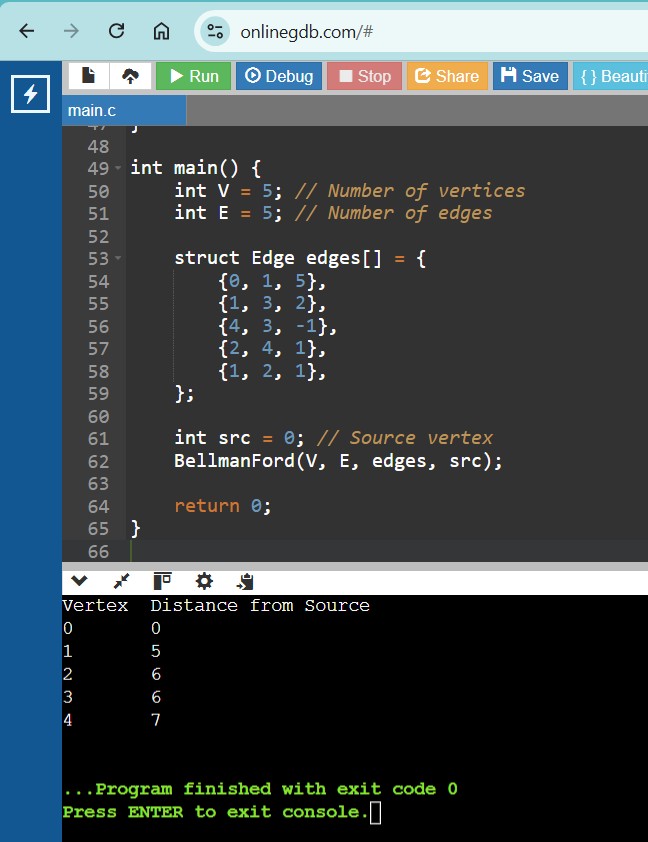 onlinegdb.com/#
Run Debug Stop Share Save { } Beauti
main.c
47 }
48
49 int main() {
50 int V = 5; // Number of vertices
51 int E = 5; // Number of edges
52
53 struct Edge edges[] = {
54 {0, 1, 5},
55 {1, 3, 2},
56 {4, 3, -1},
57 {2, 4, 1},
58 {1, 2, 1},
59 };
60
61 int src = 0; // Source vertex
62 BellmanFord(V, E, edges, src);
63
64 return 0;
65 }
66
Vertex Distance from Source
0 0
1 5
2 6
3 6
4 7
...Program finished with exit code 0
Press ENTER to exit console.